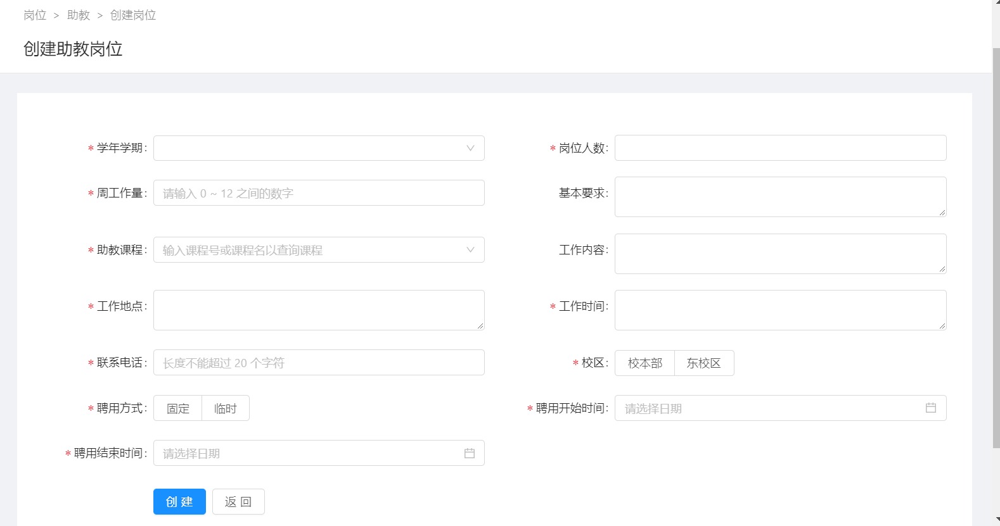 岗位 > 助教 > 创建岗位
创建助教岗位
* 学年学期:
* 岗位人数:
* 周工作量: 请输入 0 ~ 12 之间的数字
基本要求:
* 助教课程: 输入课程号或课程名以查询课程
工作内容:
* 工作地点:
* 工作时间:
* 联系电话: 长度不能超过 20 个字符
* 校区: 校本部 东校区
* 聘用方式: 固定 临时
* 聘用开始时间: 请选择日期
* 聘用结束时间: 请选择日期
创 建 返 回